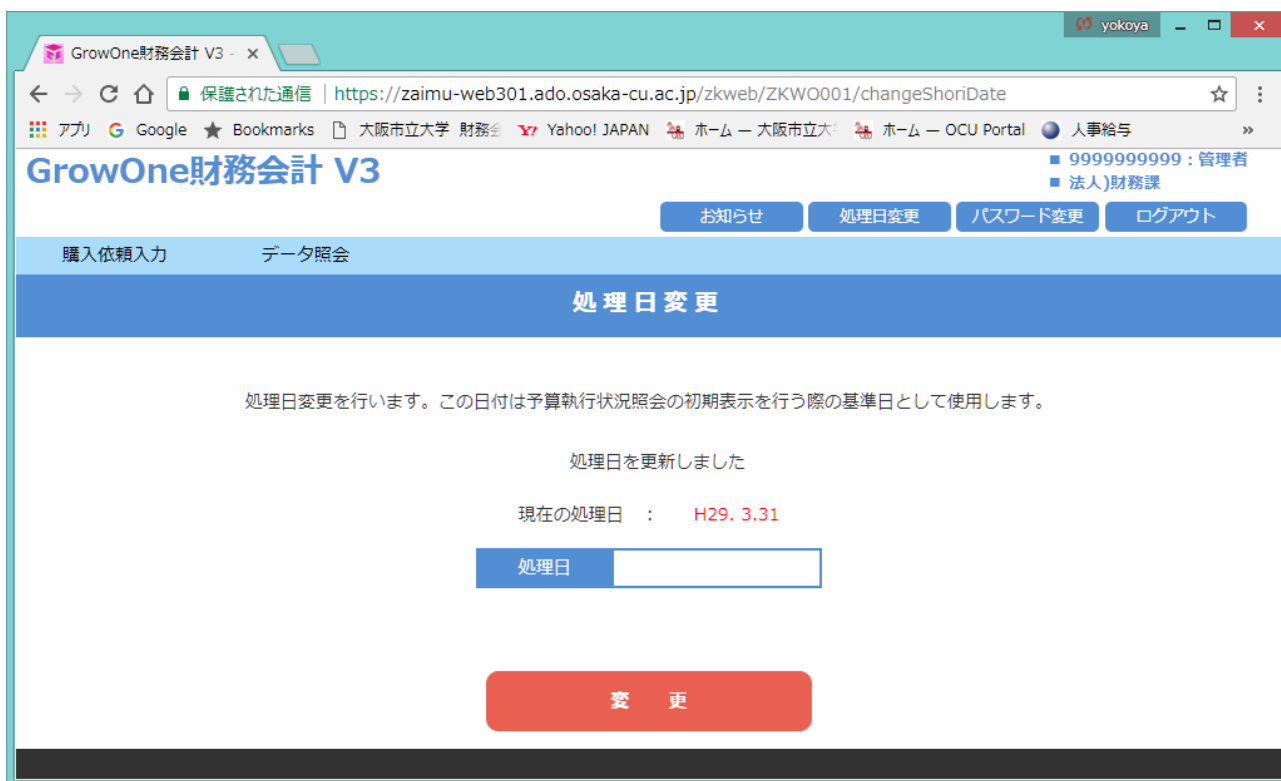 yokoya
GrowOne財務会計 V3 -
保護された通信 https://zaimu-web301.ado.osaka-cu.ac.jp/zkweb/ZKWO001/changeShoriDate
アプリ Google Bookmarks 大阪市立大学 財務会 Yahoo! JAPAN ホーム — 大阪市立大 ホーム — OCU Portal 人事給与 »
GrowOne財務会計 V3
■ 9999999999：管理者
■ 法人)財務課
お知らせ 処理日変更 パスワード変更 ログアウト
購入依頼入力 データ照会
処理日変更
処理日変更を行います。この日付は予算執行状況照会の初期表示を行う際の基準日として使用します。
処理日を更新しました
現在の処理日 ： H29. 3.31
処理日
変 更